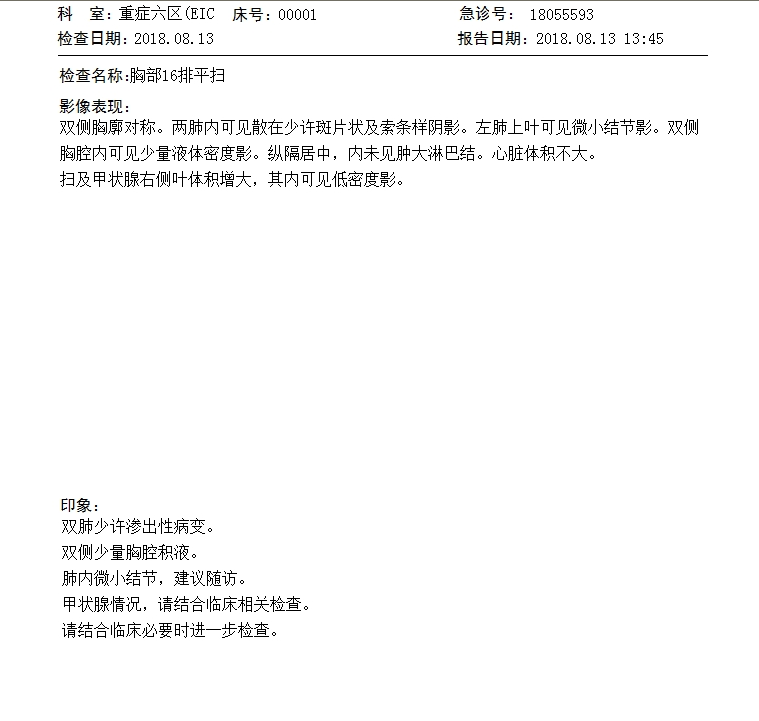 科　室：重症六区(EIC 床号：00001 急诊号： 18055593
检查日期：2018.08.13 报告日期：2018.08.13 13:45
检查名称：胸部16排平扫
影像表现：
双侧胸廓对称。两肺内可见散在少许斑片状及索条样阴影。左肺上叶可见微小结节影。双侧
胸腔内可见少量液体密度影。纵隔居中，内未见肿大淋巴结。心脏体积不大。
扫及甲状腺右侧叶体积增大，其内可见低密度影。
印象：
双肺少许渗出性病变。
双侧少量胸腔积液。
肺内微小结节，建议随访。
甲状腺情况，请结合临床相关检查。
请结合临床必要时进一步检查。